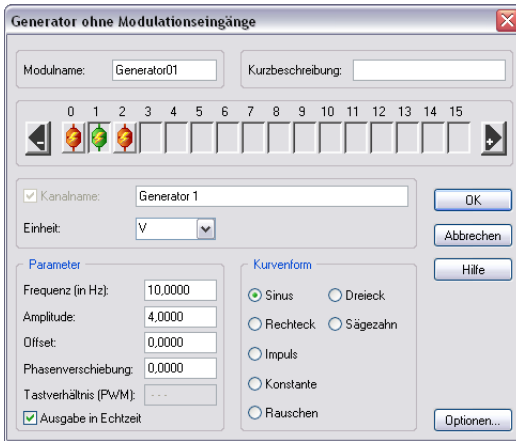 Generator ohne Modulationseingänge
Modulname: Generator01 Kurzbeschreibung:
0 1 2 3 4 5 6 7 8 9 10 11 12 13 14 15
Kanalname: Generator 1
Einheit: V
OK
Abbrechen
Hilfe
Parameter
Frequenz (in Hz): 10,0000
Amplitude: 4,0000
Offset: 0,0000
Phasenverschiebung: 0,0000
Tastverhältnis (PWM): ---
Ausgabe in Echtzeit
Kurvenform
Sinus Dreieck
Rechteck Sägezahn
Impuls
Konstante
Rauschen
Optionen...